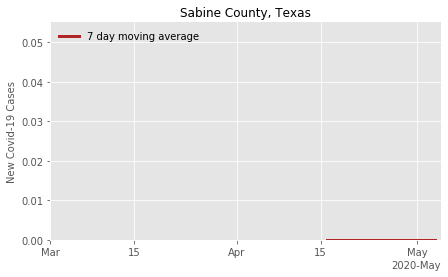 Sabine County, Texas
7 day moving average
New Covid-19 Cases
0.05
0.04
0.03
0.02
0.01
0.00
Mar 15 Apr 15 May
2020-May